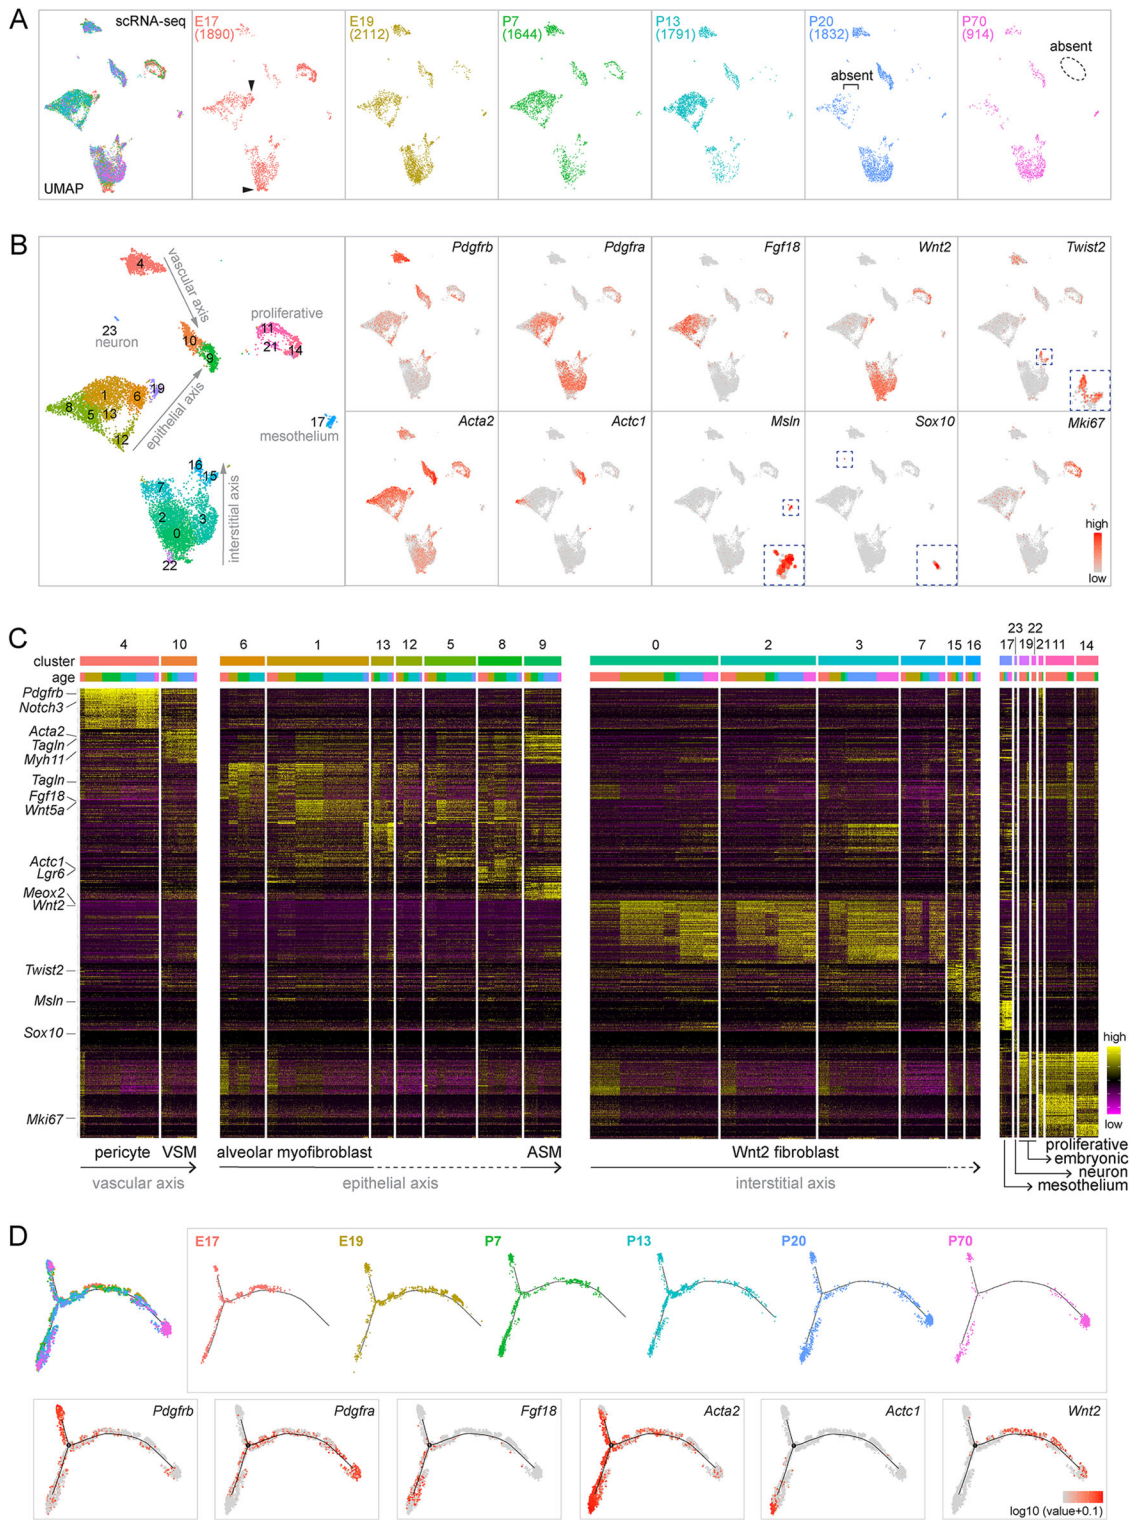 A
scRNA-seq
UMAP
E17
(1890)
E19
(2112)
P7
(1644)
P13
(1791)
P20
(1832)
absent
P70
(914)
absent
B
4
vascular axis
23
neuron
10
9
proliferative
11
21
14
1
6
19
8
5
13
12
epithelial axis
17
mesothelium
16
15
7
2
3
0
22
interstitial axis
Pdgfrb
Pdgfra
Fgf18
Wnt2
Twist2
Acta2
Actc1
Msln
Sox10
Mki67
high
low
C
4 10 6 1 13 12 5 8 9 0 2 3 7 15 16 17 23 19 22 21 11 14
cluster
age
Pdgfrb
Notch3
Acta2
Tagln
Myh11
Tagln
Fgf18
Wnt5a
Actc1
Lgr6
Meox2
Wnt2
Twist2
Msln
Sox10
Mki67
high
low
pericyte VSM
vascular axis
alveolar myofibroblast ASM
epithelial axis
Wnt2 fibroblast
interstitial axis
proliferative
embryonic
neuron
mesothelium
D
E17
E19
P7
P13
P20
P70
Pdgfrb
Pdgfra
Fgf18
Acta2
Actc1
Wnt2
log10 (value+0.1)